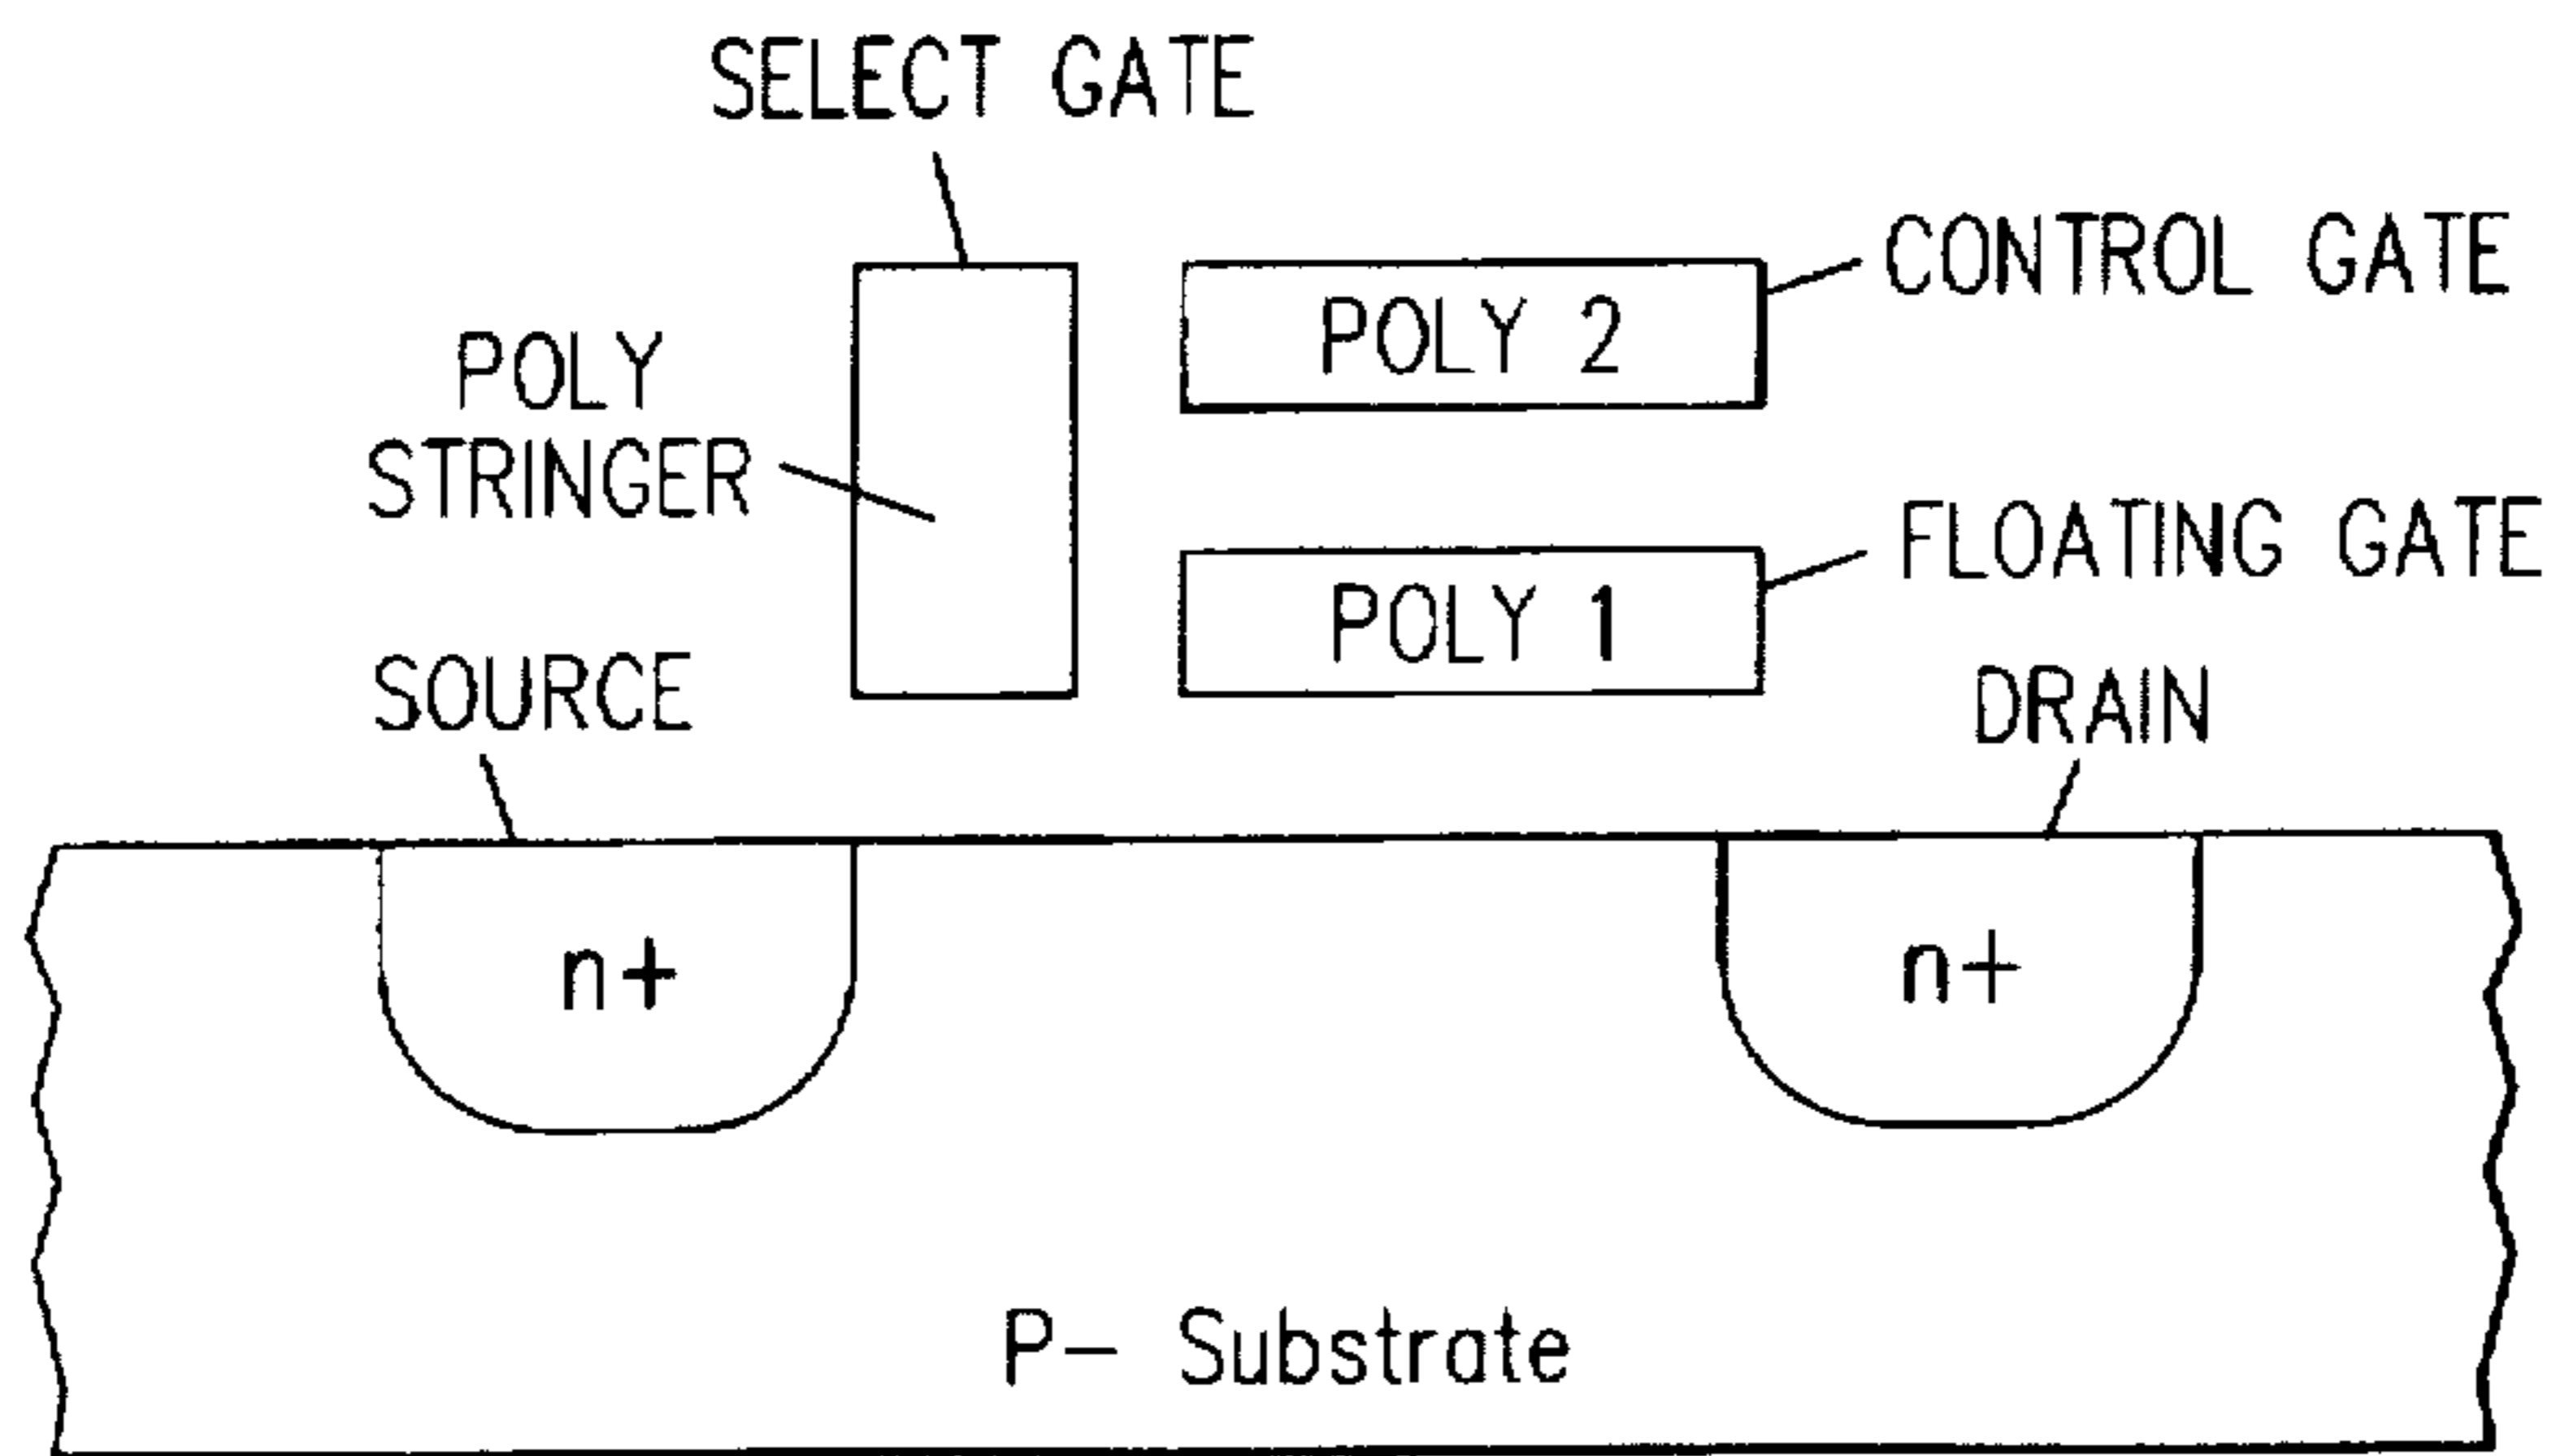 SELECT GATE
CONTROL GATE
POLY 2
POLY
STRINGER
FLOATING GATE
POLY 1
SOURCE
DRAIN
n+
n+
P- Substrate